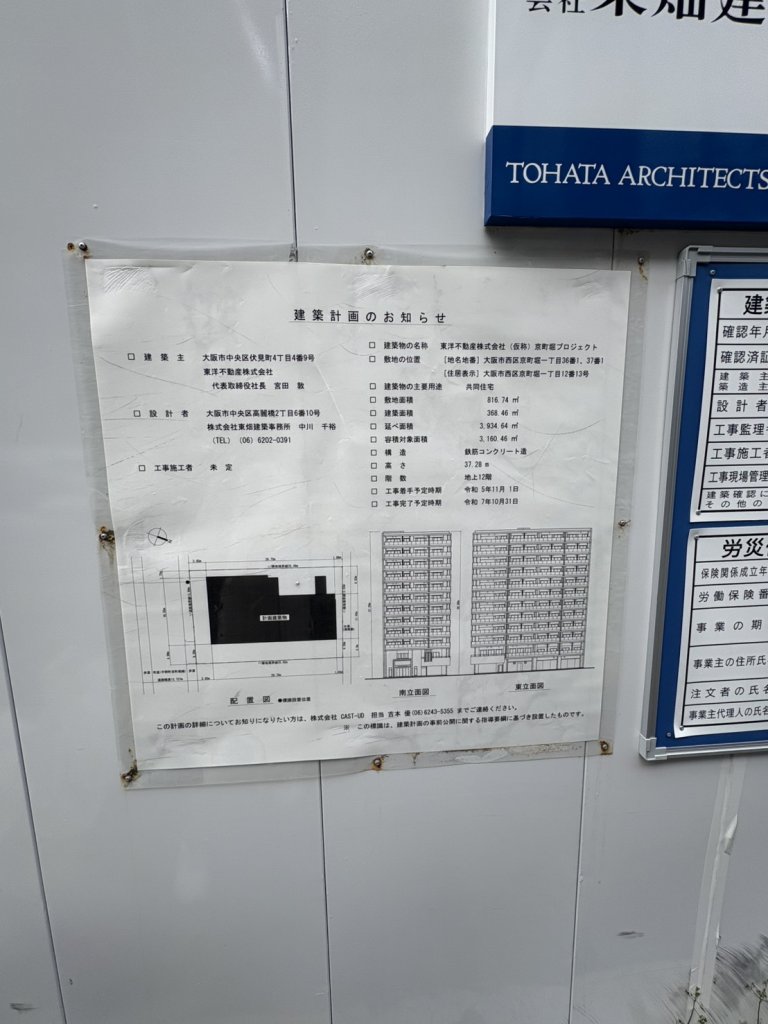 会社東畑建
TOHATA ARCHITECTS
建築計画のお知らせ
□ 建築主 大阪市中央区伏見町4丁目4番9号
東洋不動産株式会社
代表取締役社長 宮田 敦
□ 設計者 大阪市中央区高麗橋2丁目6番10号
株式会社東畑建築事務所 中川 千裕
(TEL) (06) 6202-0391
□ 工事施工者 未定
□ 建築物の名称 東洋不動産株式会社(仮称)京町堀プロジェクト
□ 敷地の位置 [地名地番] 大阪市西区京町堀一丁目36番1、37番1
[住居表示] 大阪市西区京町堀一丁目12番13号
□ 建築物の主要用途 共同住宅
□ 敷地面積 816.74 ㎡
□ 建築面積 368.46 ㎡
□ 延べ面積 3,934.64 ㎡
□ 容積対象面積 3,160.46 ㎡
□ 構造 鉄筋コンクリート造
□ 高さ 37.28 m
□ 階数 地上12階
□ 工事着手予定時期 令和 5年11月 1日
□ 工事完了予定時期 令和 7年10月31日
計画建築物
配置図 ●標識設置位置
南立面図
東立面図
この計画の詳細についてお知りになりたい方は、株式会社 CAST-UD 担当 吉本 優(06)6243-5355 までご連絡ください。
※ この標識は、建築計画の事前公開に関する指導要綱に基づき設置したものです。
建築
確認年月
確認済証
建築主
築造主
設計者
工事監理者
工事施工者
工事現場管理
建築確認に
その他の
労災保
保険関係成立年
労働保険番
事業の期
事業主の住所氏
注文者の氏名
事業主代理人の氏名